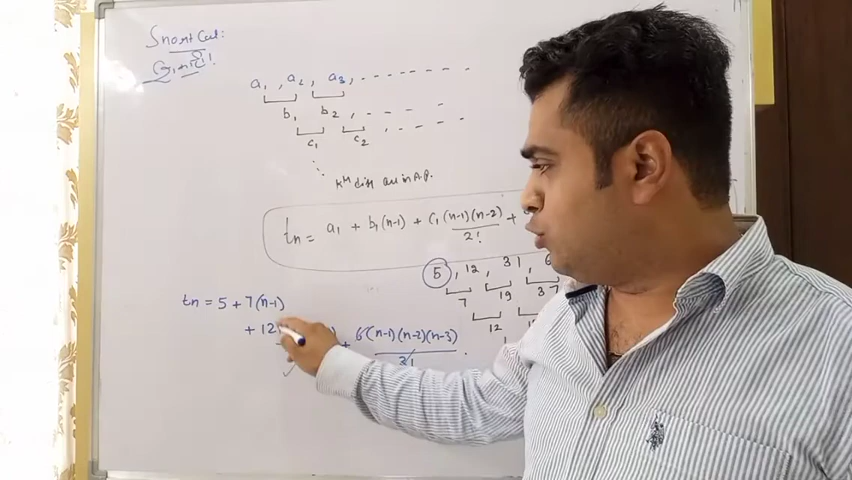 Short Cut:
a₁, a₂, a₃, - - - - - - -
b₁ b₂, - - - -
c₁ c₂ , - - - -
Kᵗʰ diff are in A.P.
tn = a₁ + b₁(n-1) + c₁(n-1)(n-2)/2! +
5, 12, 31, 6
7 19 37
12
tn = 5 + 7(n-1)
+ 12 + 6(n-1)(n-2)(n-3)/3!